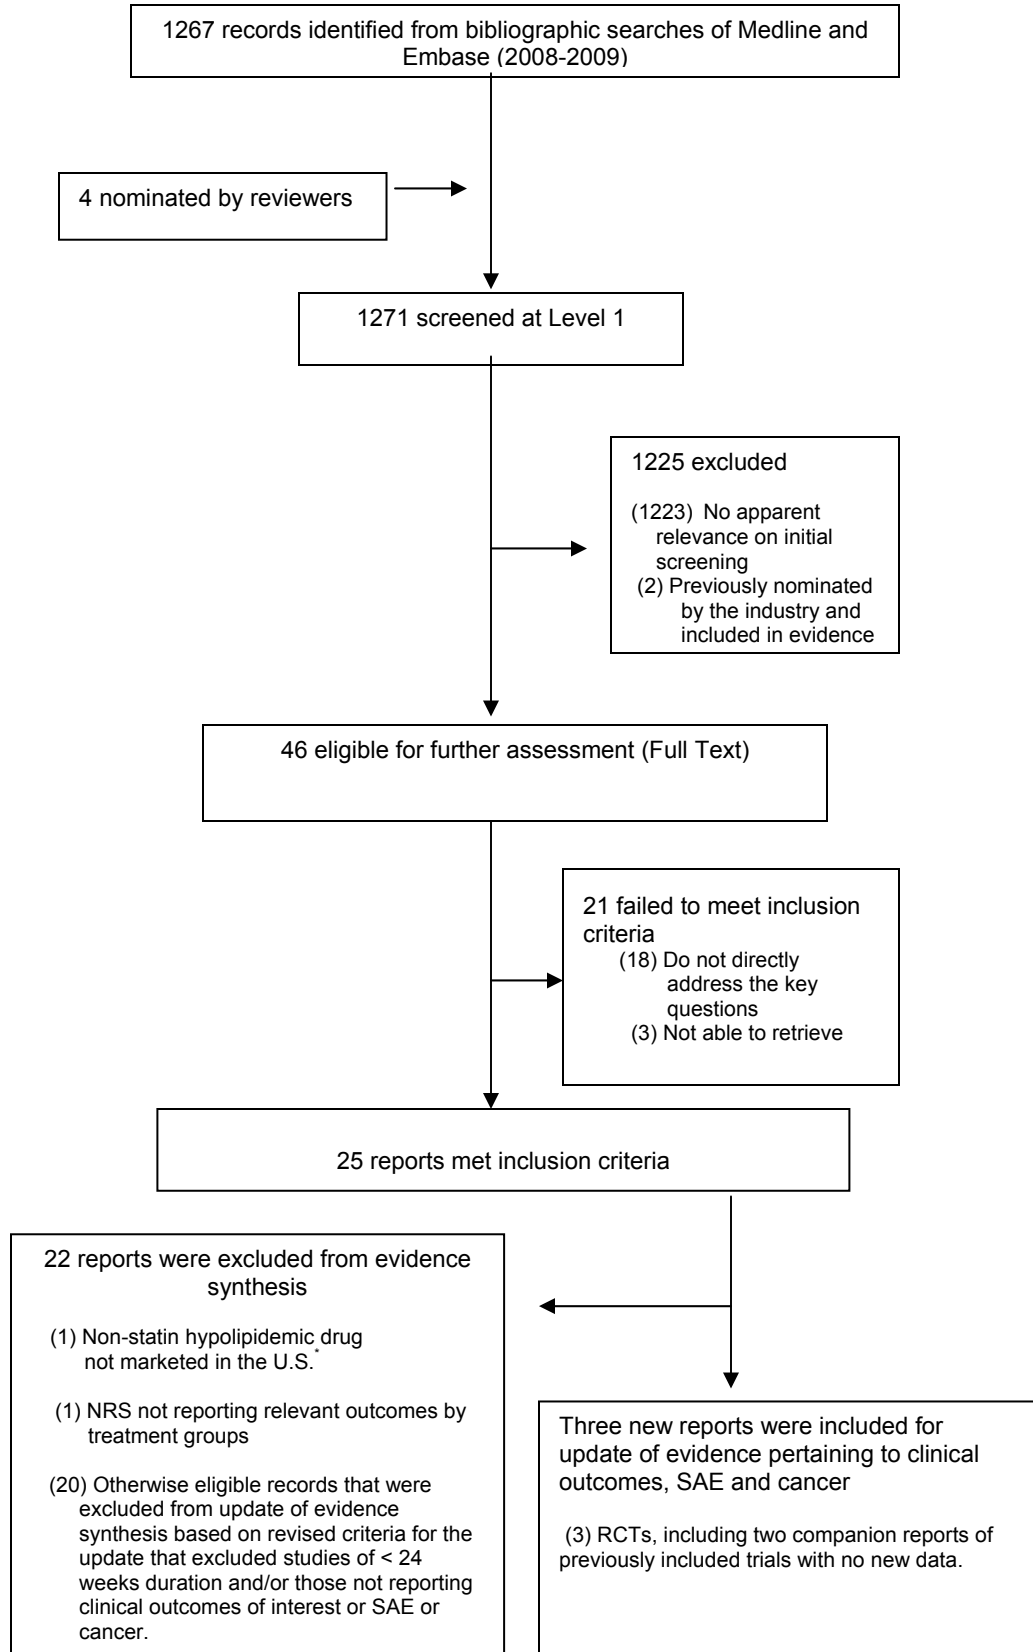 1267 records identified from bibliographic searches of Medline and
Embase (2008-2009)
4 nominated by reviewers
1271 screened at Level 1
1225 excluded
(1223) No apparent
relevance on initial
screening
(2) Previously nominated
by the industry and
included in evidence
46 eligible for further assessment (Full Text)
21 failed to meet inclusion
criteria
(18) Do not directly
address the key
questions
(3) Not able to retrieve
25 reports met inclusion criteria
22 reports were excluded from evidence
synthesis
(1) Non-statin hypolipidemic drug
not marketed in the U.S.*
(1) NRS not reporting relevant outcomes by
treatment groups
(20) Otherwise eligible records that were
excluded from update of evidence
synthesis based on revised criteria for the
update that excluded studies of < 24
weeks duration and/or those not reporting
clinical outcomes of interest or SAE or
cancer.
Three new reports were included for
update of evidence pertaining to clinical
outcomes, SAE and cancer
(3) RCTs, including two companion reports of
previously included trials with no new data.